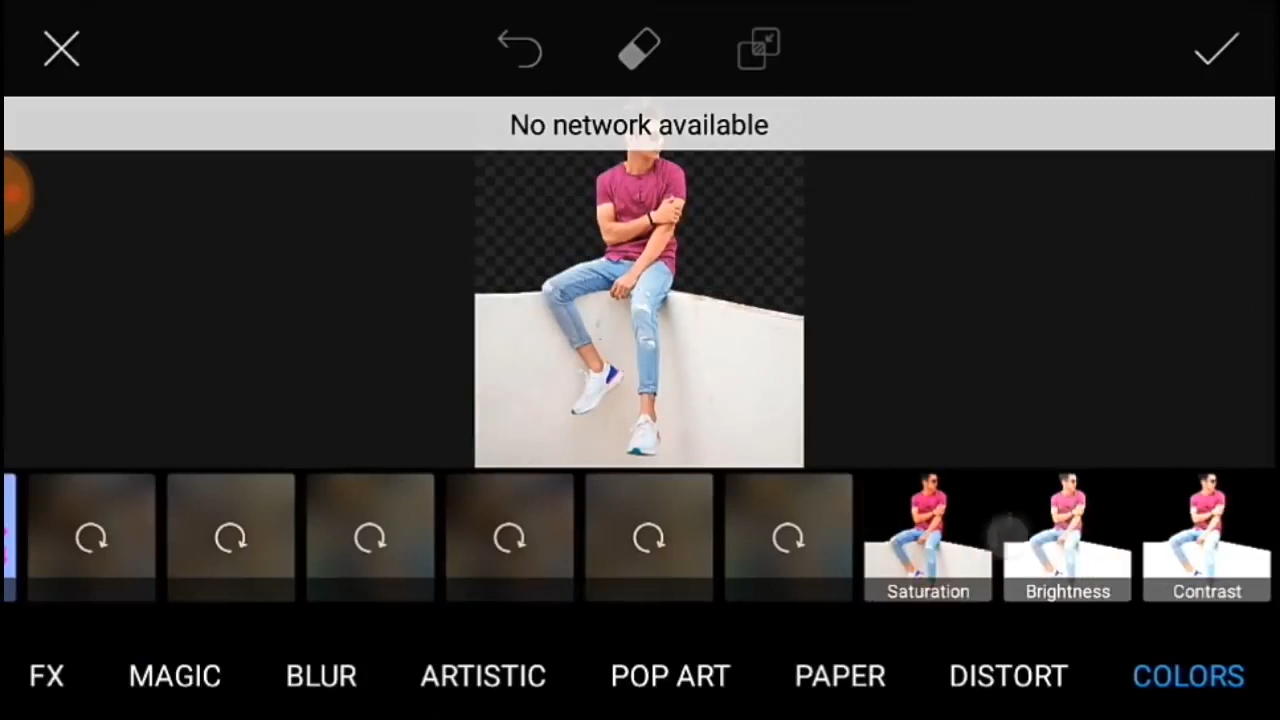 No network available
Saturation
Brightness
Contrast
FX
MAGIC
BLUR
ARTISTIC
POP ART
PAPER
DISTORT
COLORS